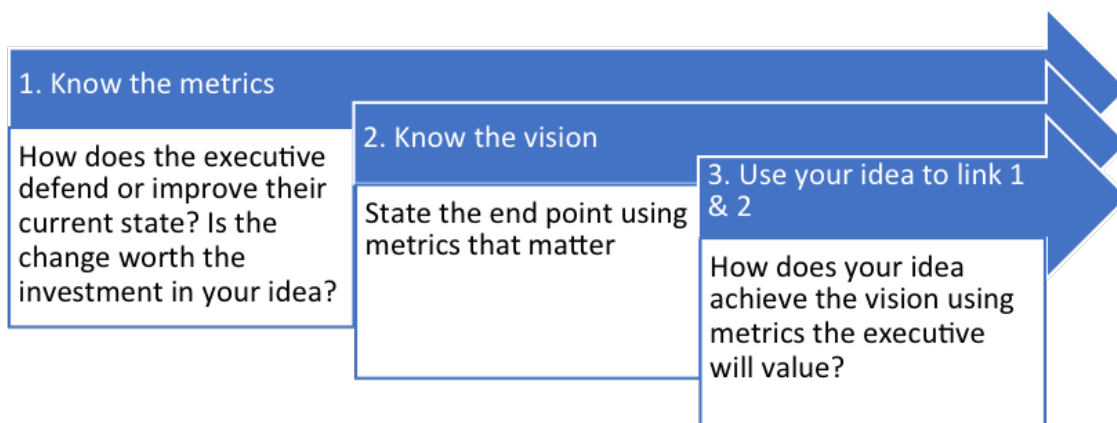 1. Know the metrics
How does the executive
defend or improve their
current state? Is the
change worth the
investment in your idea?
2. Know the vision
State the end point using
metrics that matter
3. Use your idea to link 1
& 2
How does your idea
achieve the vision using
metrics the executive
will value?